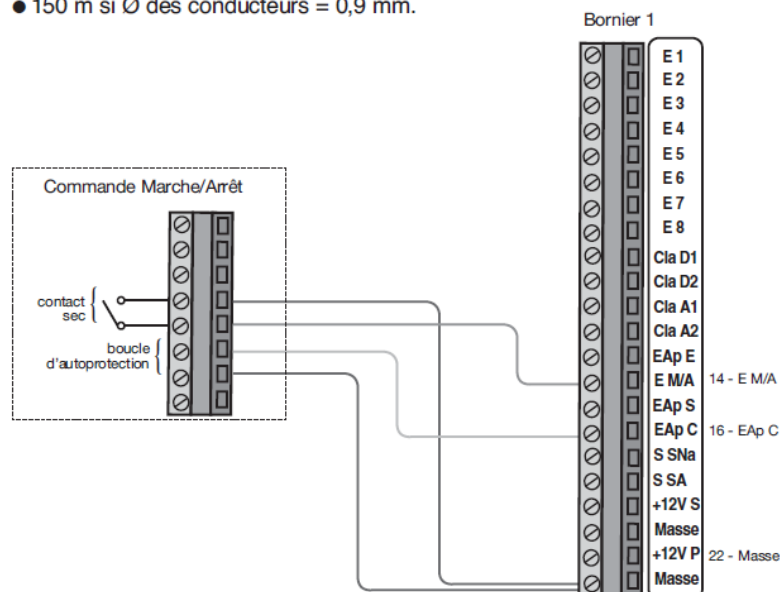 ● 150 m si Ø des conducteurs = 0,9 mm.
Bornier 1
Commande Marche/Arrêt
contact
sec
boucle
d'autoprotection
E 1
E 2
E 3
E 4
E 5
E 6
E 7
E 8
Cla D1
Cla D2
Cla A1
Cla A2
EAp E
E M/A 14 - E M/A
EAp S
EAp C 16 - EAp C
S SNa
S SA
+12V S
Masse
+12V P 22 - Masse
Masse